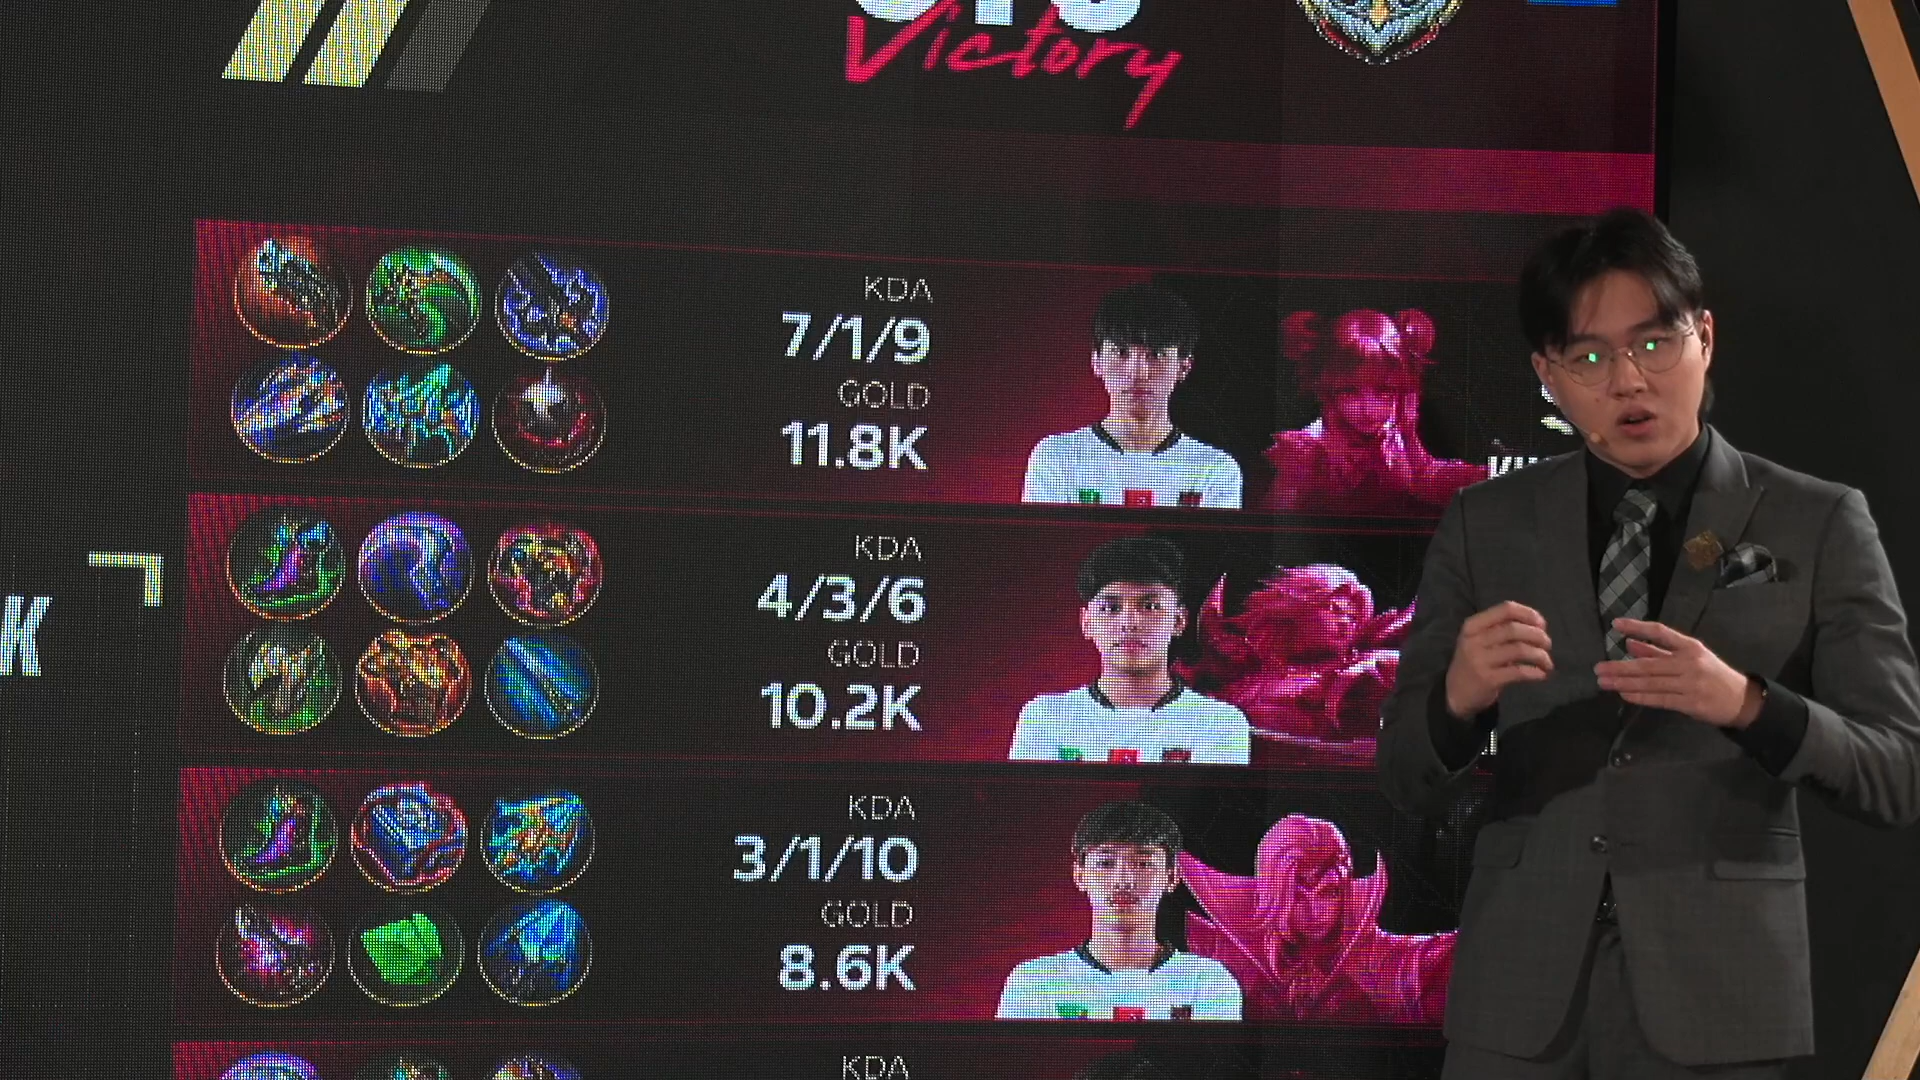 Victory
KDA
7/1/9
GOLD
11.8K
KDA
4/3/6
GOLD
10.2K
K
KDA
3/1/10
GOLD
8.6K
KDA